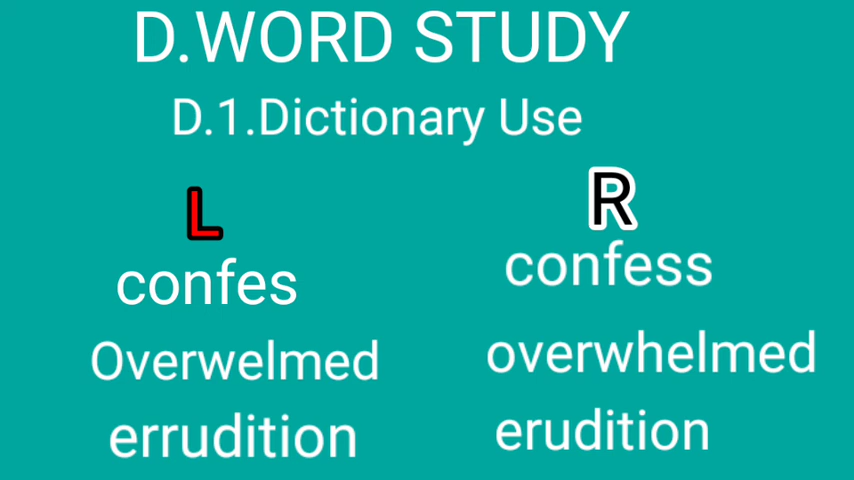 D.WORD STUDY
D.1.Dictionary Use
L R
confes confess
Overwelmed overwhelmed
errudition erudition